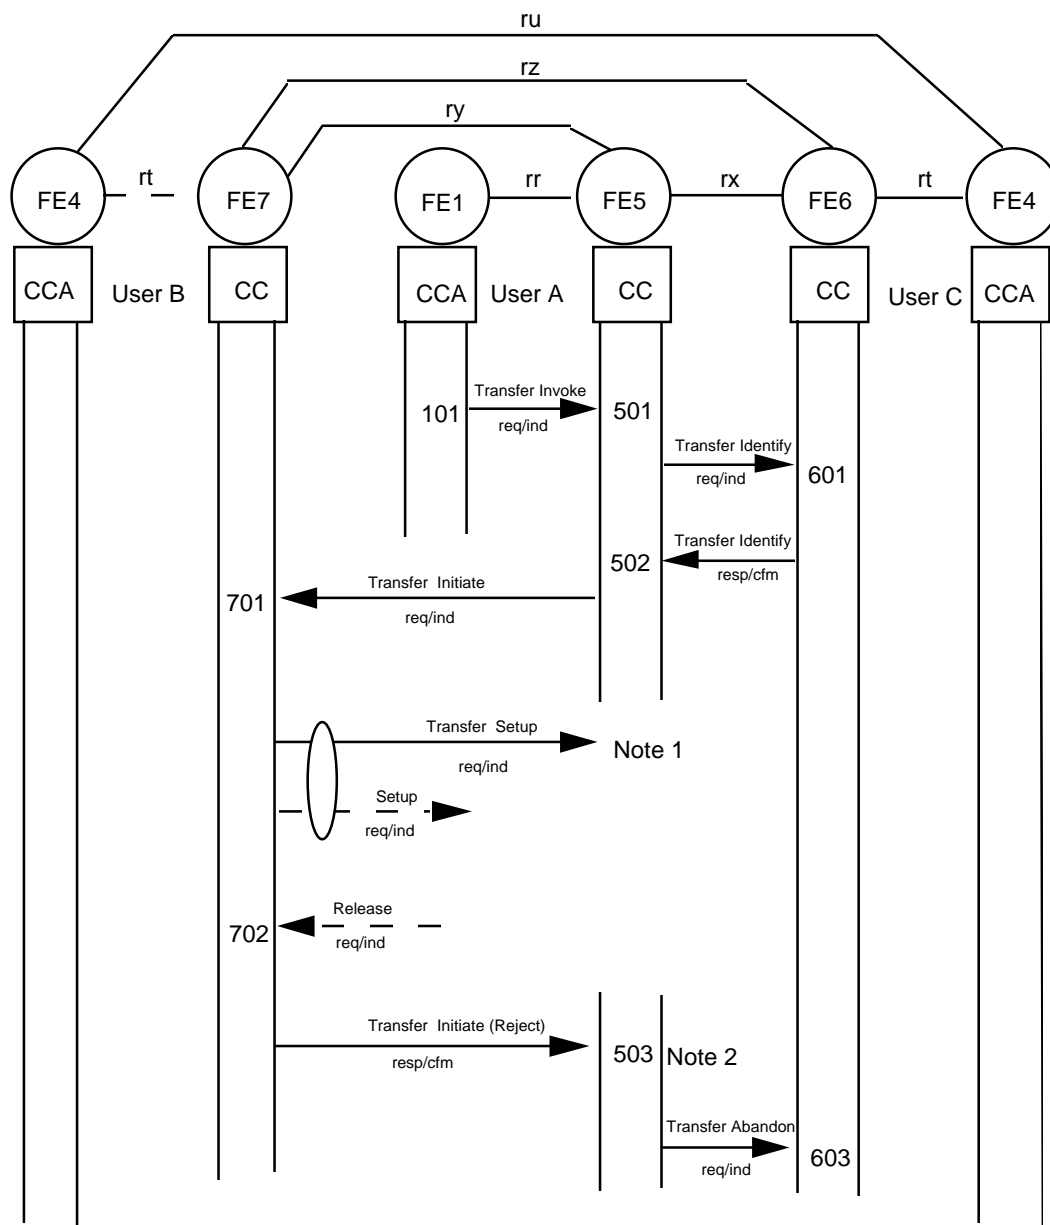 ru
rz
ry
rt
rr
rx
rt
FE4
FE7
FE1
FE5
FE6
FE4
CCA
User B
CC
CCA
User A
CC
CC
User C
CCA
Transfer Invoke
101
501
req/ind
Transfer Identify
req/ind
601
Transfer Identify
502
resp/cfm
Transfer Initiate
701
req/ind
Transfer Setup
Note 1
req/ind
Setup
req/ind
Release
702
req/ind
Transfer Initiate (Reject)
resp/cfm
503
Note 2
Transfer Abandon
req/ind
603